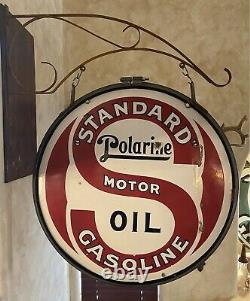 "STANDARD"
Polarine
MOTOR
OIL
GASOLINE